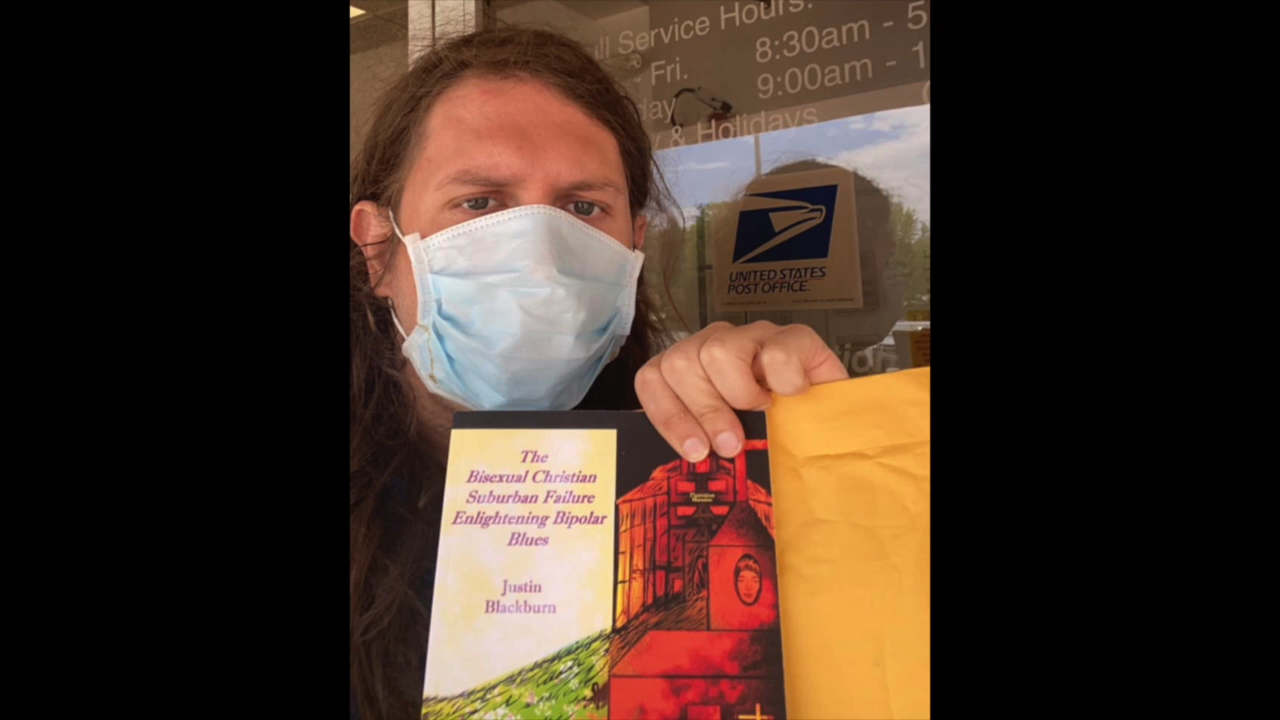 ull Service Hours:
Fri. 8:30am - 5
day 9:00am - 1
& Holidays
UNITED STATES
POST OFFICE
The
Bisexual Christian
Suburban Failure
Enlightening Bipolar
Blues
Justin
Blackburn